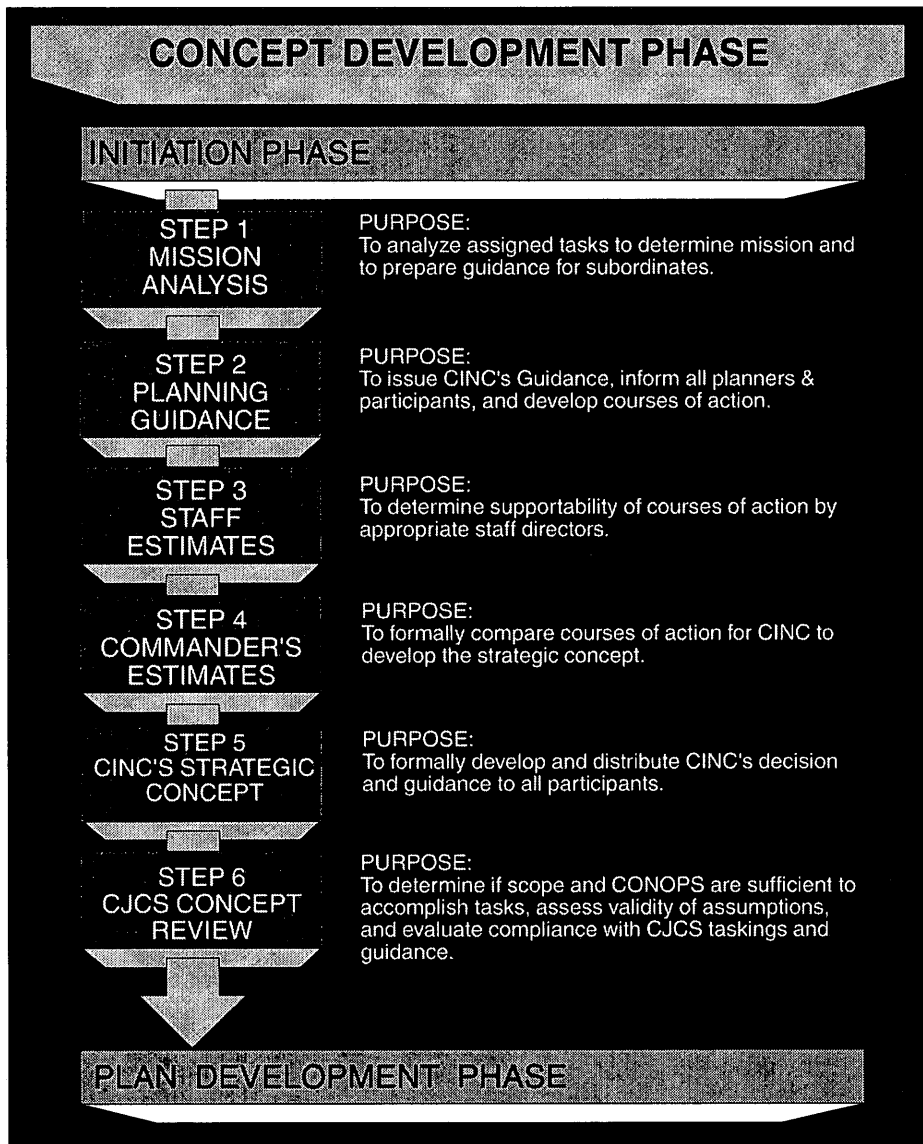 CONCEPT DEVELOPMENT PHASE
INITIATION PHASE
STEP 1
MISSION
ANALYSIS
PURPOSE:
To analyze assigned tasks to determine mission and
to prepare guidance for subordinates.
STEP 2
PLANNING
GUIDANCE
PURPOSE:
To issue CINC's Guidance, inform all planners &
participants, and develop courses of action.
STEP 3
STAFF
ESTIMATES
PURPOSE:
To determine supportability of courses of action by
appropriate staff directors.
STEP 4
COMMANDER'S
ESTIMATES
PURPOSE:
To formally compare courses of action for CINC to
develop the strategic concept.
STEP 5
CINC'S STRATEGIC
CONCEPT
PURPOSE:
To formally develop and distribute CINC's decision
and guidance to all participants.
STEP 6
CJCS CONCEPT
REVIEW
PURPOSE:
To determine if scope and CONOPS are sufficient to
accomplish tasks, assess validity of assumptions,
and evaluate compliance with CJCS taskings and
guidance.
PLAN DEVELOPMENT PHASE